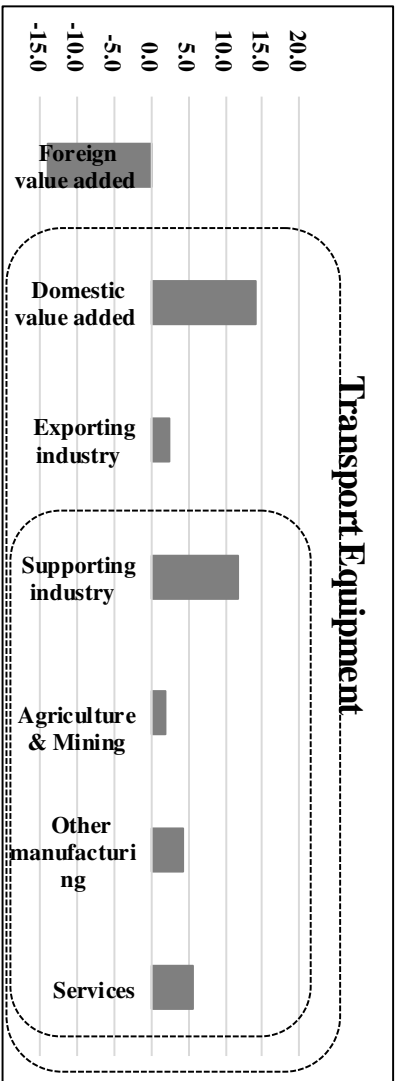 Transport Equipment
20.0
15.0
10.0
5.0
0.0
-5.0
-10.0
-15.0
Foreign
value added
Domestic
value added
Exporting
industry
Supporting
industry
Agriculture
& Mining
Other
manufacturi
ng
Services